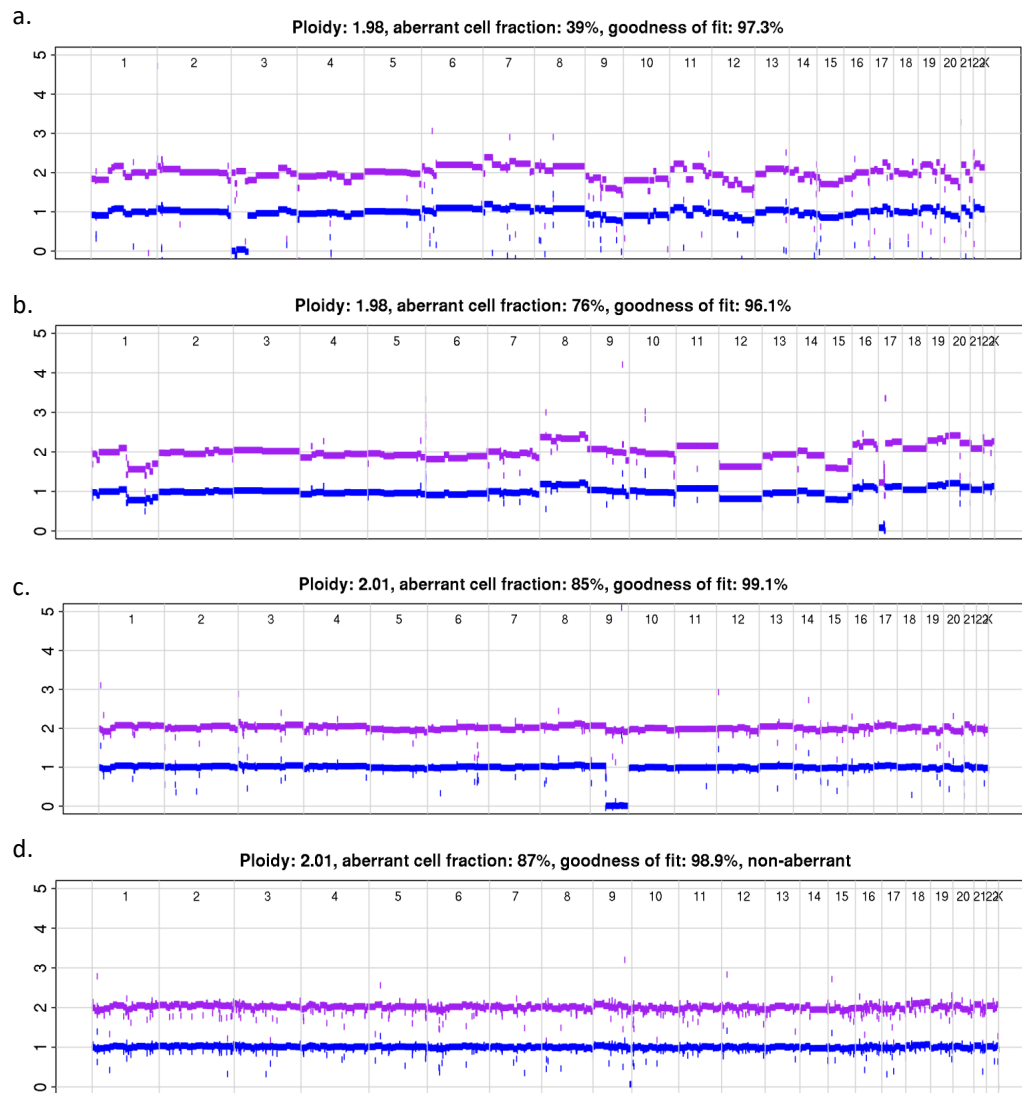 a.
Ploidy: 1.98, aberrant cell fraction: 39%, goodness of fit: 97.3%
5
1 2 3 4 5 6 7 8 9 10 11 12 13 14 15 16 17 18 19 20 21 22 X
4
3
2
1
0
b.
Ploidy: 1.98, aberrant cell fraction: 76%, goodness of fit: 96.1%
5
1 2 3 4 5 6 7 8 9 10 11 12 13 14 15 16 17 18 19 20 21 22 X
4
3
2
1
0
c.
Ploidy: 2.01, aberrant cell fraction: 85%, goodness of fit: 99.1%
5
1 2 3 4 5 6 7 8 9 10 11 12 13 14 15 16 17 18 19 20 21 22 X
4
3
2
1
0
d.
Ploidy: 2.01, aberrant cell fraction: 87%, goodness of fit: 98.9%, non-aberrant
5
1 2 3 4 5 6 7 8 9 10 11 12 13 14 15 16 17 18 19 20 21 22 X
4
3
2
1
0